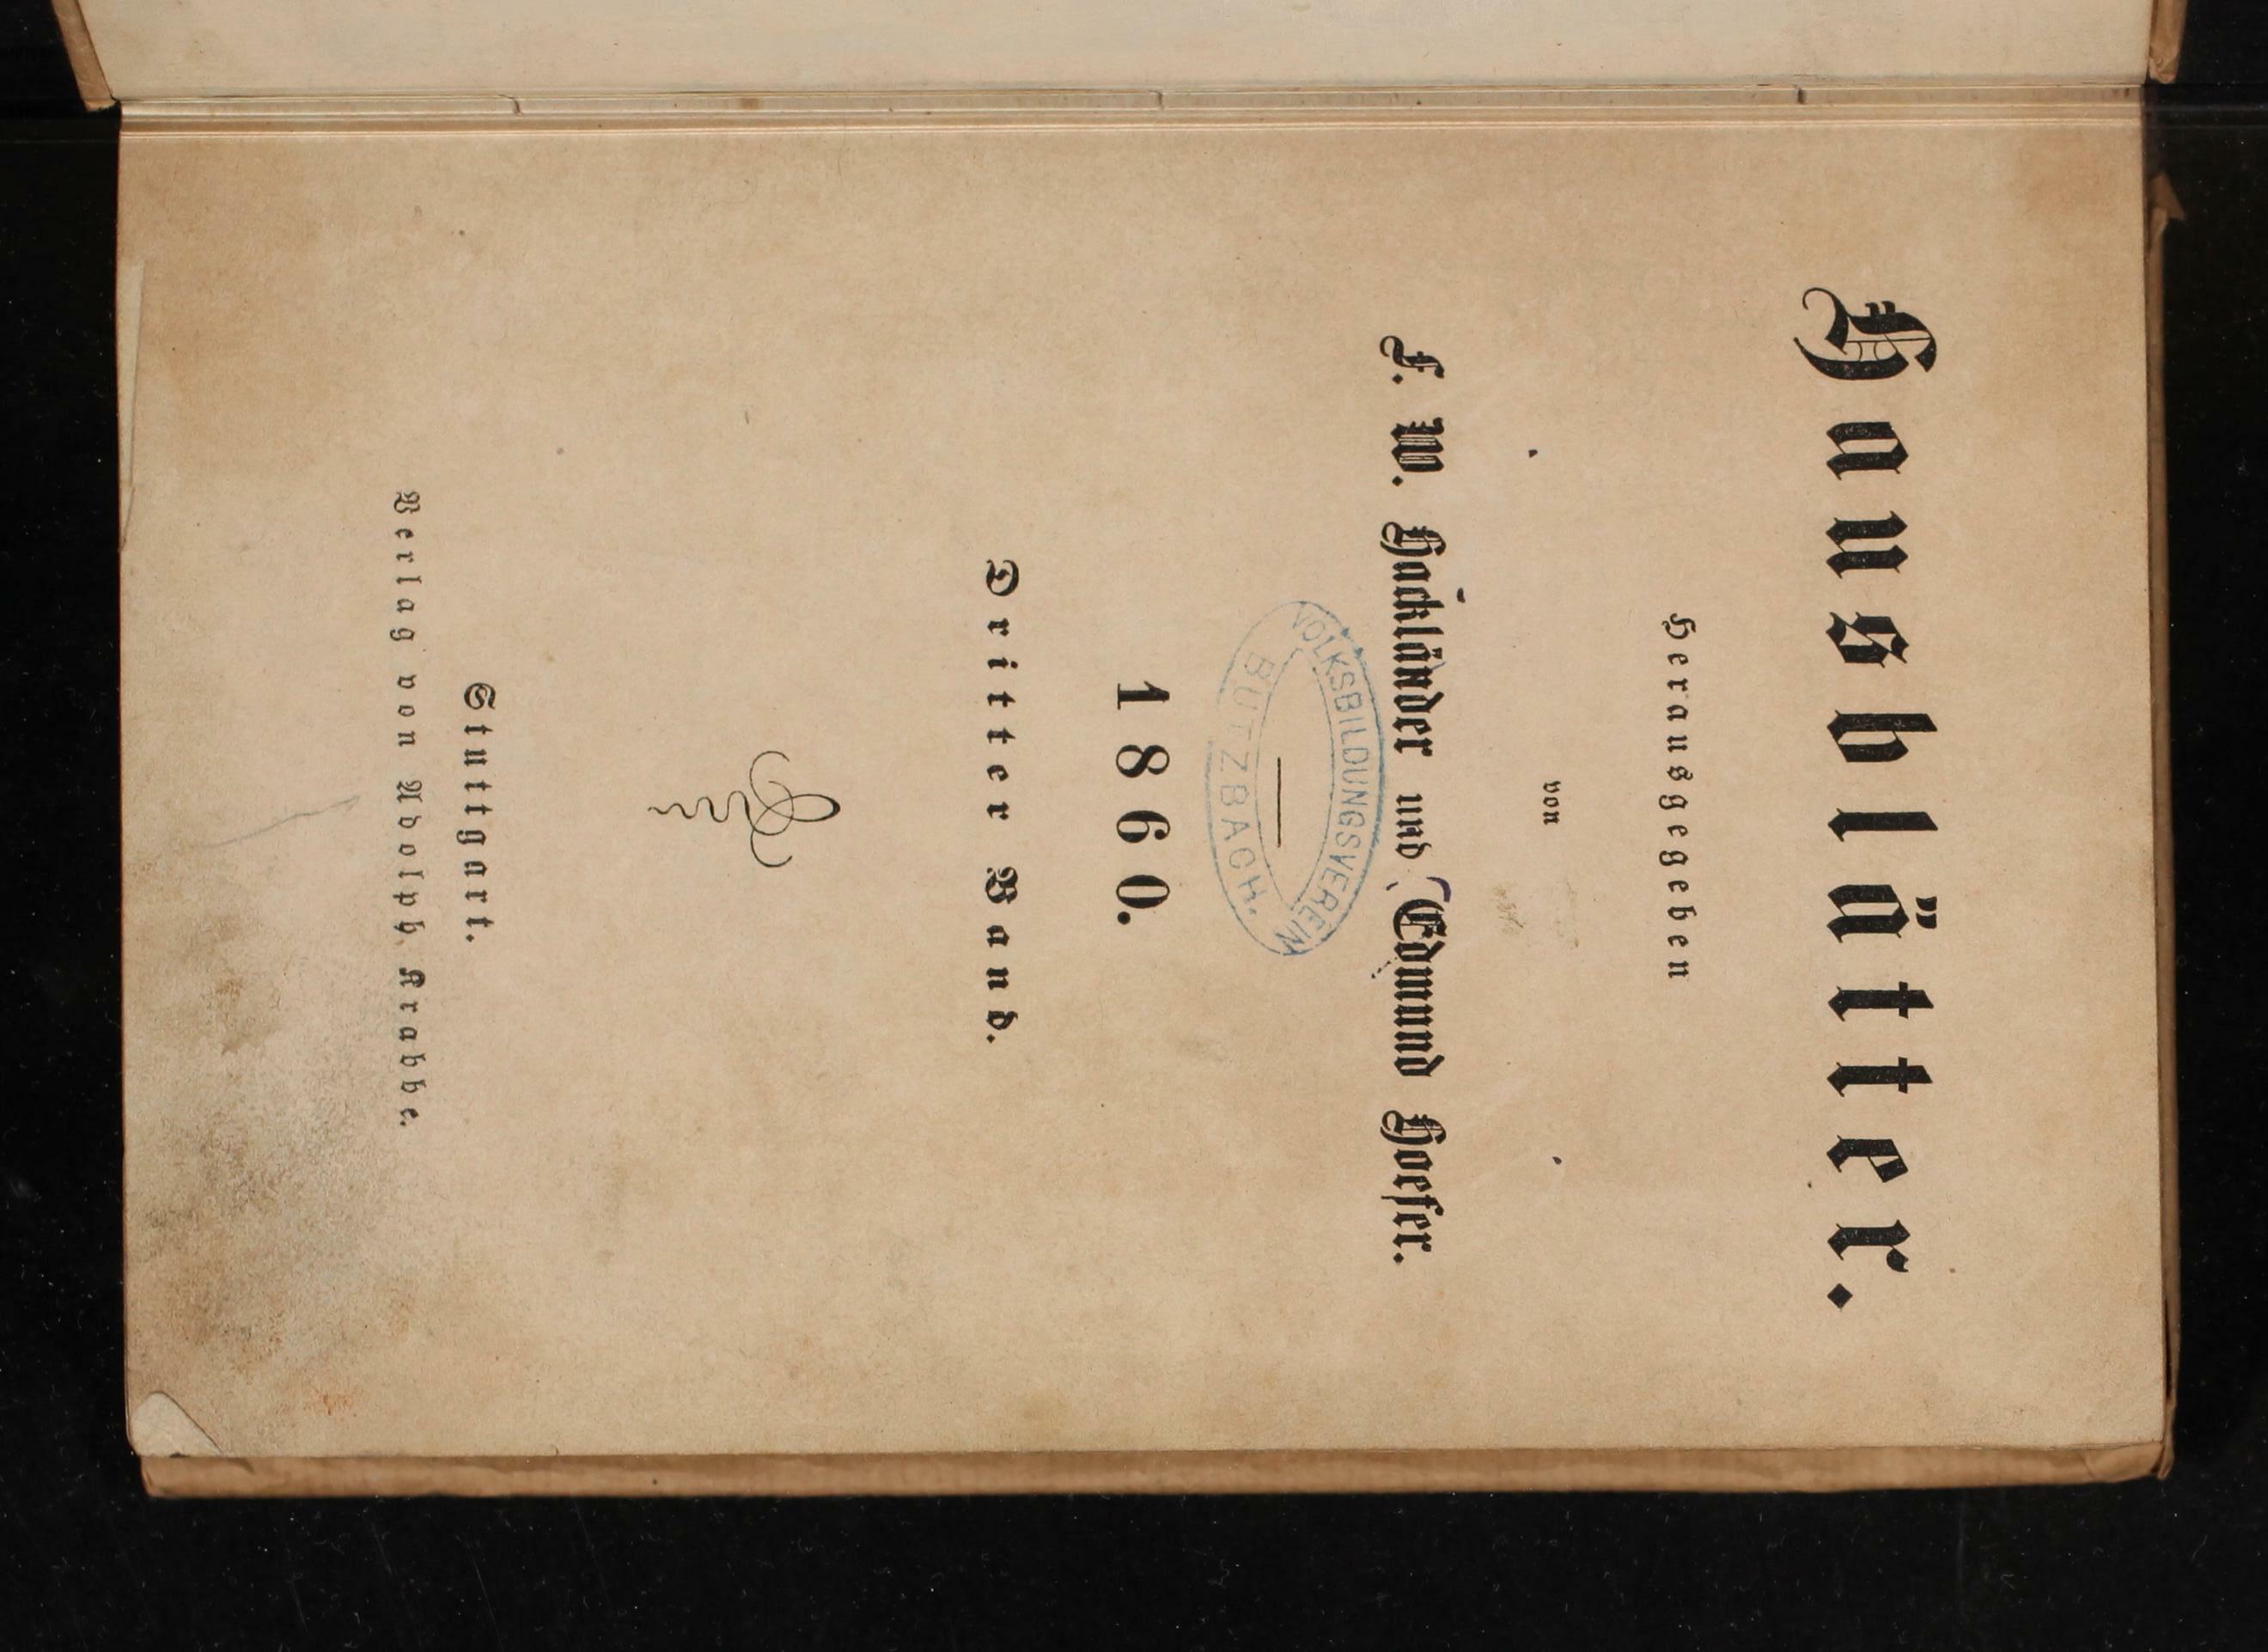 Hausblätter.
Herausgegeben
von
F. W. Hackländer und Edmund Hoefer.
VOLKSBILDUNGSVEREIN
BUTZBACH.
1860.
Dritter Band.
Stuttgart.
Verlag von Adolph Krabbe.